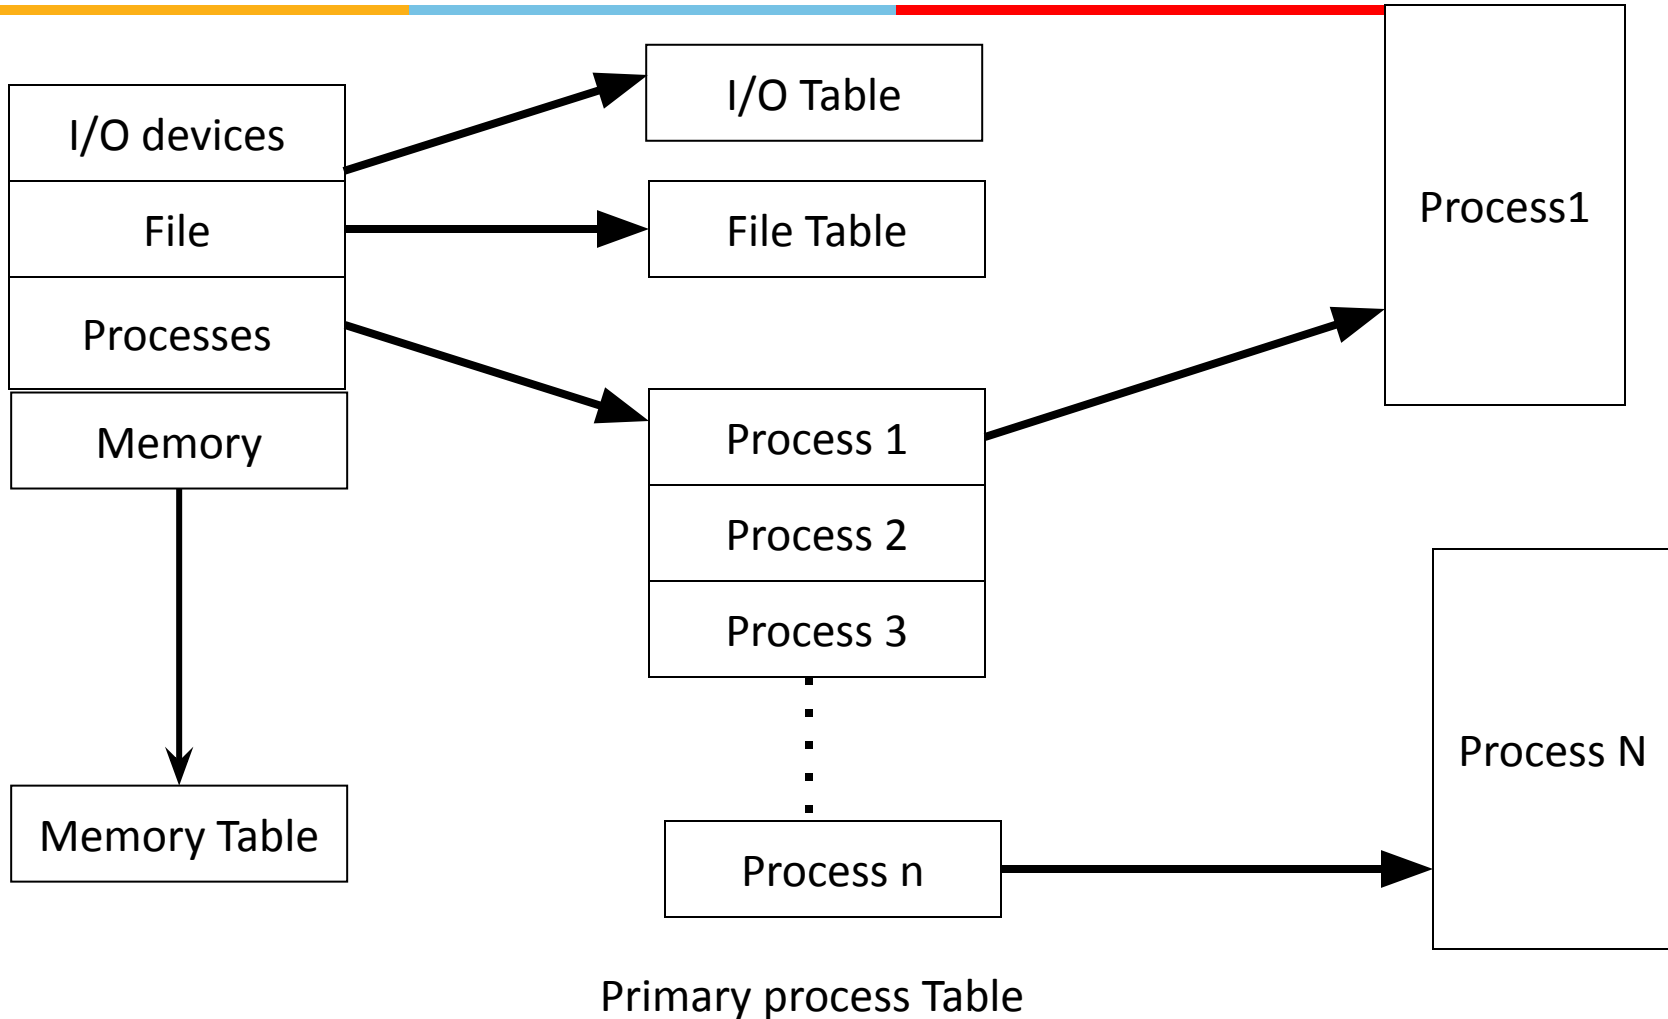 I/O devices
File
Processes
Memory
Memory Table
I/O Table
File Table
Process 1
Process 2
Process 3
Process n
Primary process Table
Process1
Process N